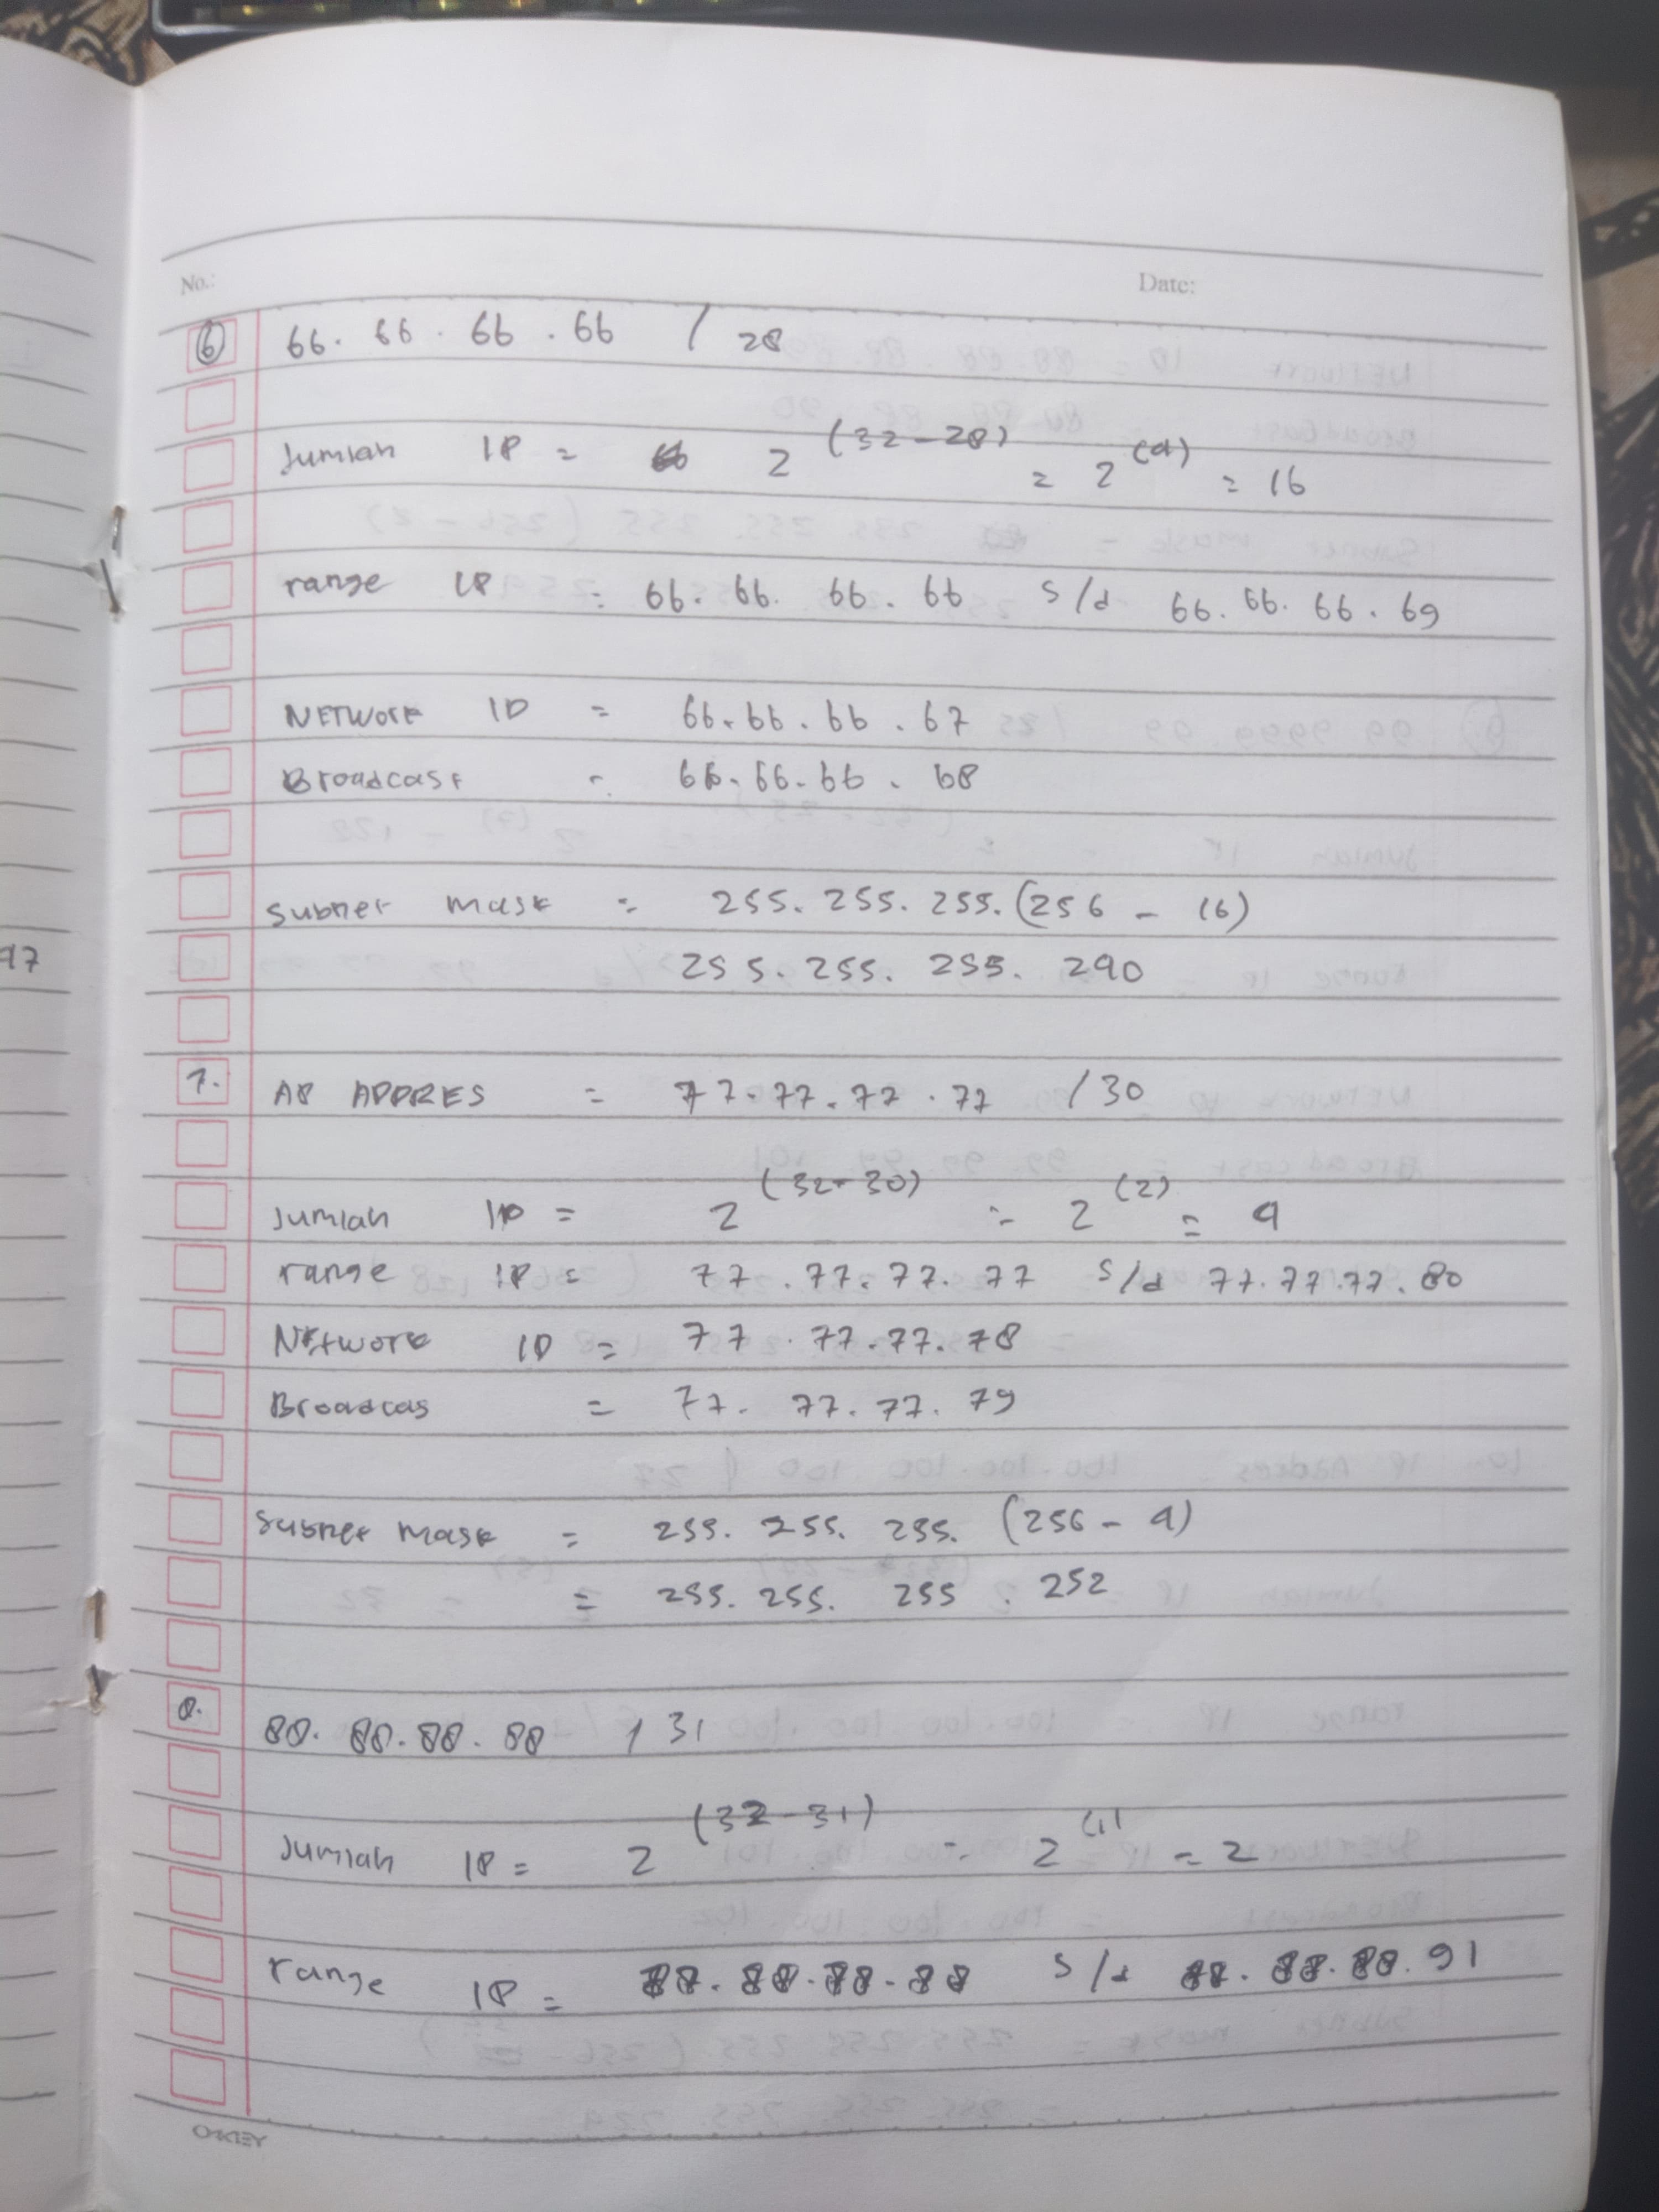 No.:
Date:
6 66. 66. 66. 66 / 28
Jumlah IP = 2 (32-28) = 2 (4) = 16
range IP = 66. 66. 66. 66 s/d 66. 66. 66. 69
NETWORK ID = 66. 66. 66. 67
Broadcast = 66. 66. 66. 68
Subnet mask = 255. 255. 255. (256 - 16)
255. 255. 255. 240
47
7. AP ADDRES = 77. 77. 77. 77 /30
Jumlah IP = 2 (32-30) = 2 (2) = 4
range IP = 77. 77. 77. 77 s/d 77. 77. 77. 80
Network ID = 77. 77. 77. 78
Broadcas = 77. 77. 77. 79
Subnet mask = 255. 255. 255. (256 - 4)
= 255. 255. 255. 252
8. 88. 88. 88. 88 / 31
Jumlah IP = 2 (32-31) = 2 (1) = 2
range IP = 88. 88. 88. 88 s/d 88. 88. 88. 91
OAKLEY